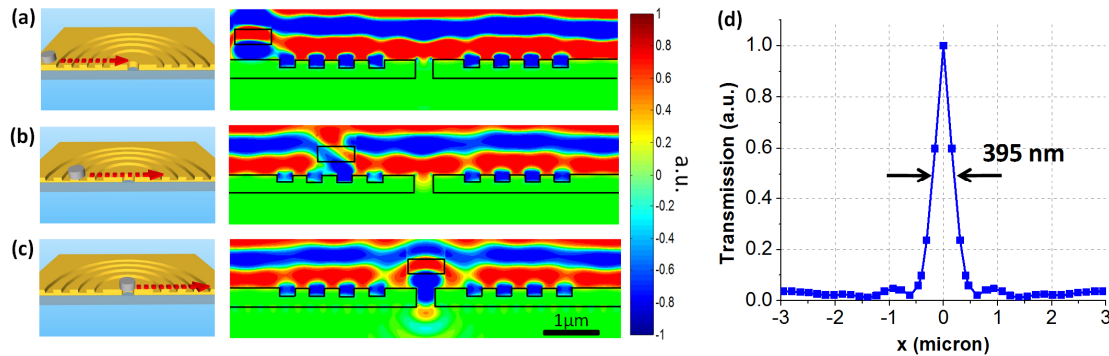 (a)
(b)
(c)
1μm
1
0.8
0.6
0.4
0.2
0
-0.2
-0.4
-0.6
-0.8
-1
a.u.
(d)
Transmission (a.u.)
1.0
0.8
0.6
0.4
0.2
0.0
395 nm
-3 -2 -1 0 1 2 3
x (micron)